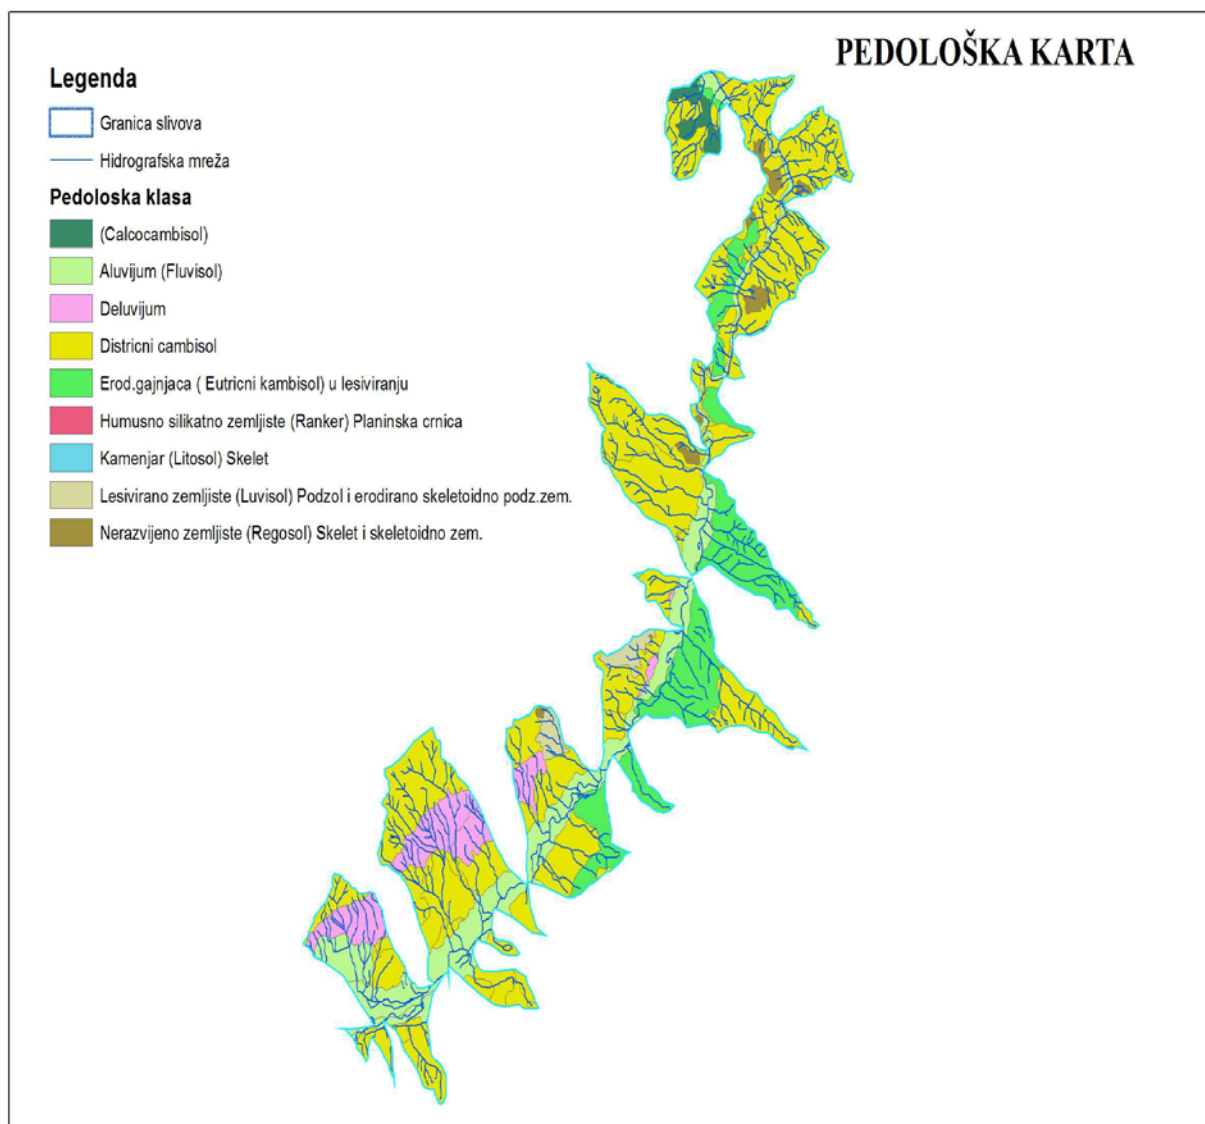 PEDOLOŠKA KARTA
Legenda
Granica slivova
Hidrografska mreža
Pedoloska klasa
(Calcocambisol)
Aluvijum (Fluvisol)
Deluvijum
Districni cambisol
Erod.gajnjaca ( Eutricni kambisol) u lesiviranju
Humusno silikatno zemljiste (Ranker) Planinska crnica
Kamenjar (Litosol) Skelet
Lesivirano zemljiste (Luvisol) Podzol i erodirano skeletoidno podz.zem.
Nerazvijeno zemljiste (Regosol) Skelet i skeletoidno zem.